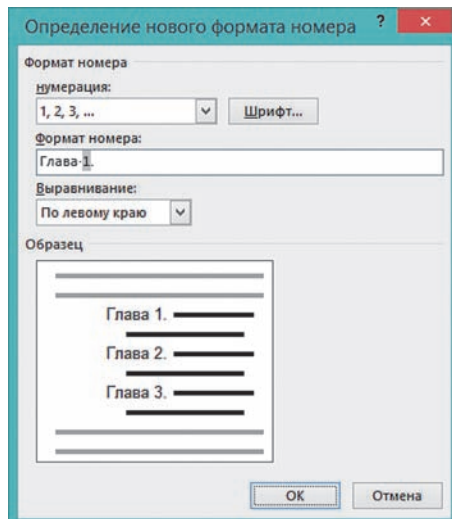 Определение нового формата номера ? ×
Формат номера
нумерация:
1, 2, 3, ... Шрифт...
Формат номера:
Глава·1.
Выравнивание:
По левому краю
Образец
Глава 1.
Глава 2.
Глава 3.
ОК Отмена